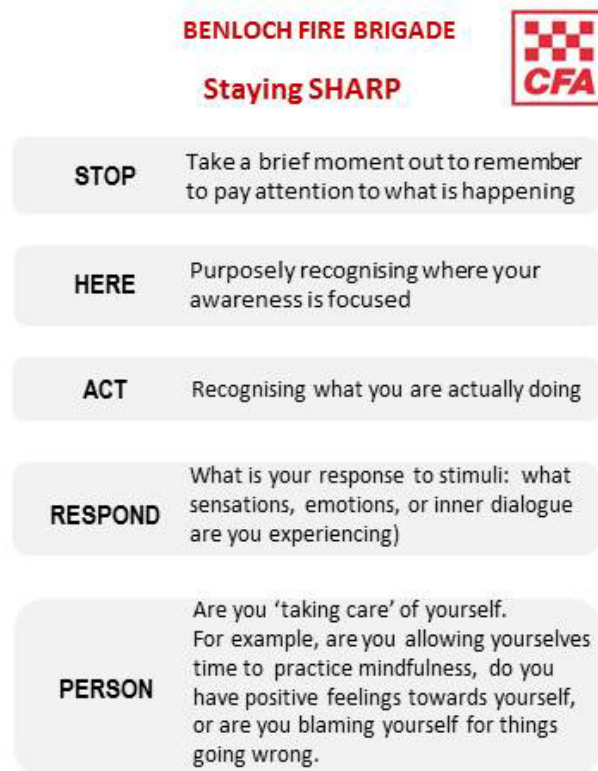 BENLOCH FIRE BRIGADE
CFA
Staying SHARP
STOP
Take a brief moment out to remember
to pay attention to what is happening
HERE
Purposely recognising where your
awareness is focused
ACT
Recognising what you are actually doing
RESPOND
What is your response to stimuli: what
sensations, emotions, or inner dialogue
are you experiencing)
PERSON
Are you ‘taking care’ of yourself.
For example, are you allowing yourselves
time to practice mindfulness, do you
have positive feelings towards yourself,
or are you blaming yourself for things
going wrong.